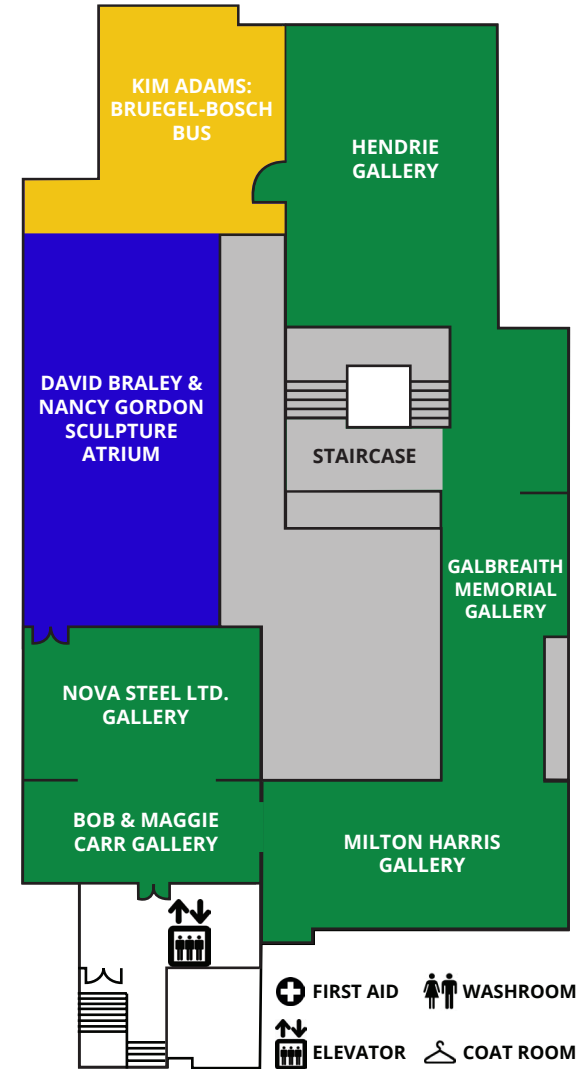 KIM ADAMS:
BRUEGEL-BOSCH
BUS
HENDRIE
GALLERY
DAVID BRALEY &
NANCY GORDON
SCULPTURE
ATRIUM
STAIRCASE
GALBREAITH
MEMORIAL
GALLERY
NOVA STEEL LTD.
GALLERY
BOB & MAGGIE
CARR GALLERY
MILTON HARRIS
GALLERY
FIRST AID
WASHROOM
ELEVATOR
COAT ROOM